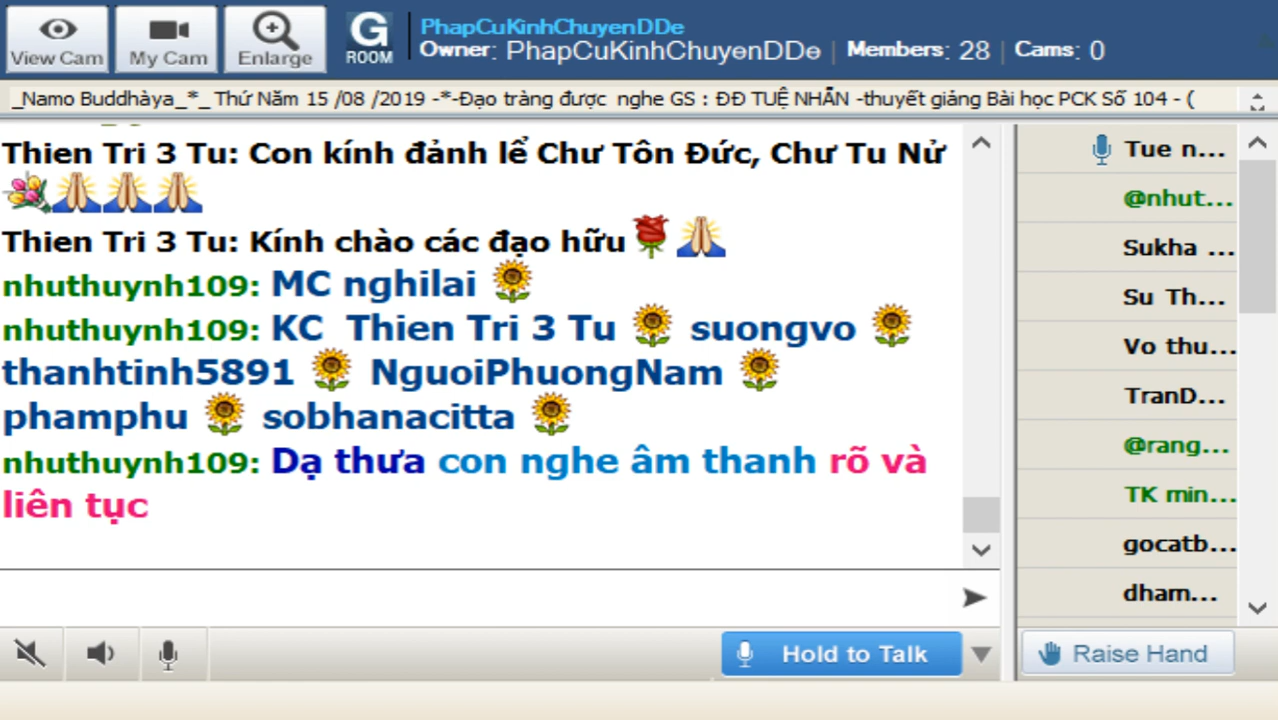 View Cam
My Cam
Enlarge
G
ROOM
PhapCuKinhChuyenDDe
Owner: PhapCuKinhChuyenDDe | Members: 28 | Cams: 0
_Namo Buddhàya_*_ Thứ Năm 15 /08 /2019 -*-Đạo tràng được nghe GS : ĐĐ TUỆ NHẪN -thuyết giảng Bài học PCK Số 104 - (
Thien Tri 3 Tu: Con kính đảnh lể Chư Tôn Đức, Chư Tu Nử
Thien Tri 3 Tu: Kính chào các đạo hữu
nhuthuynh109: MC nghilai
nhuthuynh109: KC Thien Tri 3 Tu suongvo
thanhtinh5891 NguoiPhuongNam
phamphu sobhanacitta
nhuthuynh109: Dạ thưa con nghe âm thanh rõ và
liên tục
Tue n...
@nhut...
Sukha ...
Su Th...
Vo thu...
TranD...
@rang...
TK min...
gocatb...
dham...
Hold to Talk
Raise Hand